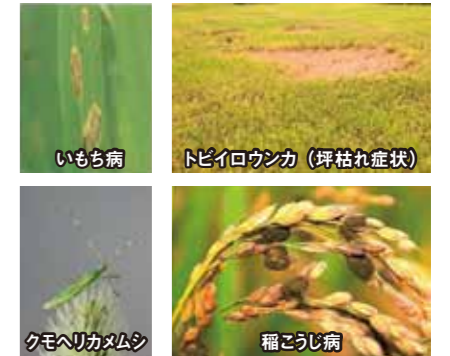 いもち病
トビイロウンカ（坪枯れ症状）
クモヘリカメムシ
稲こうじ病